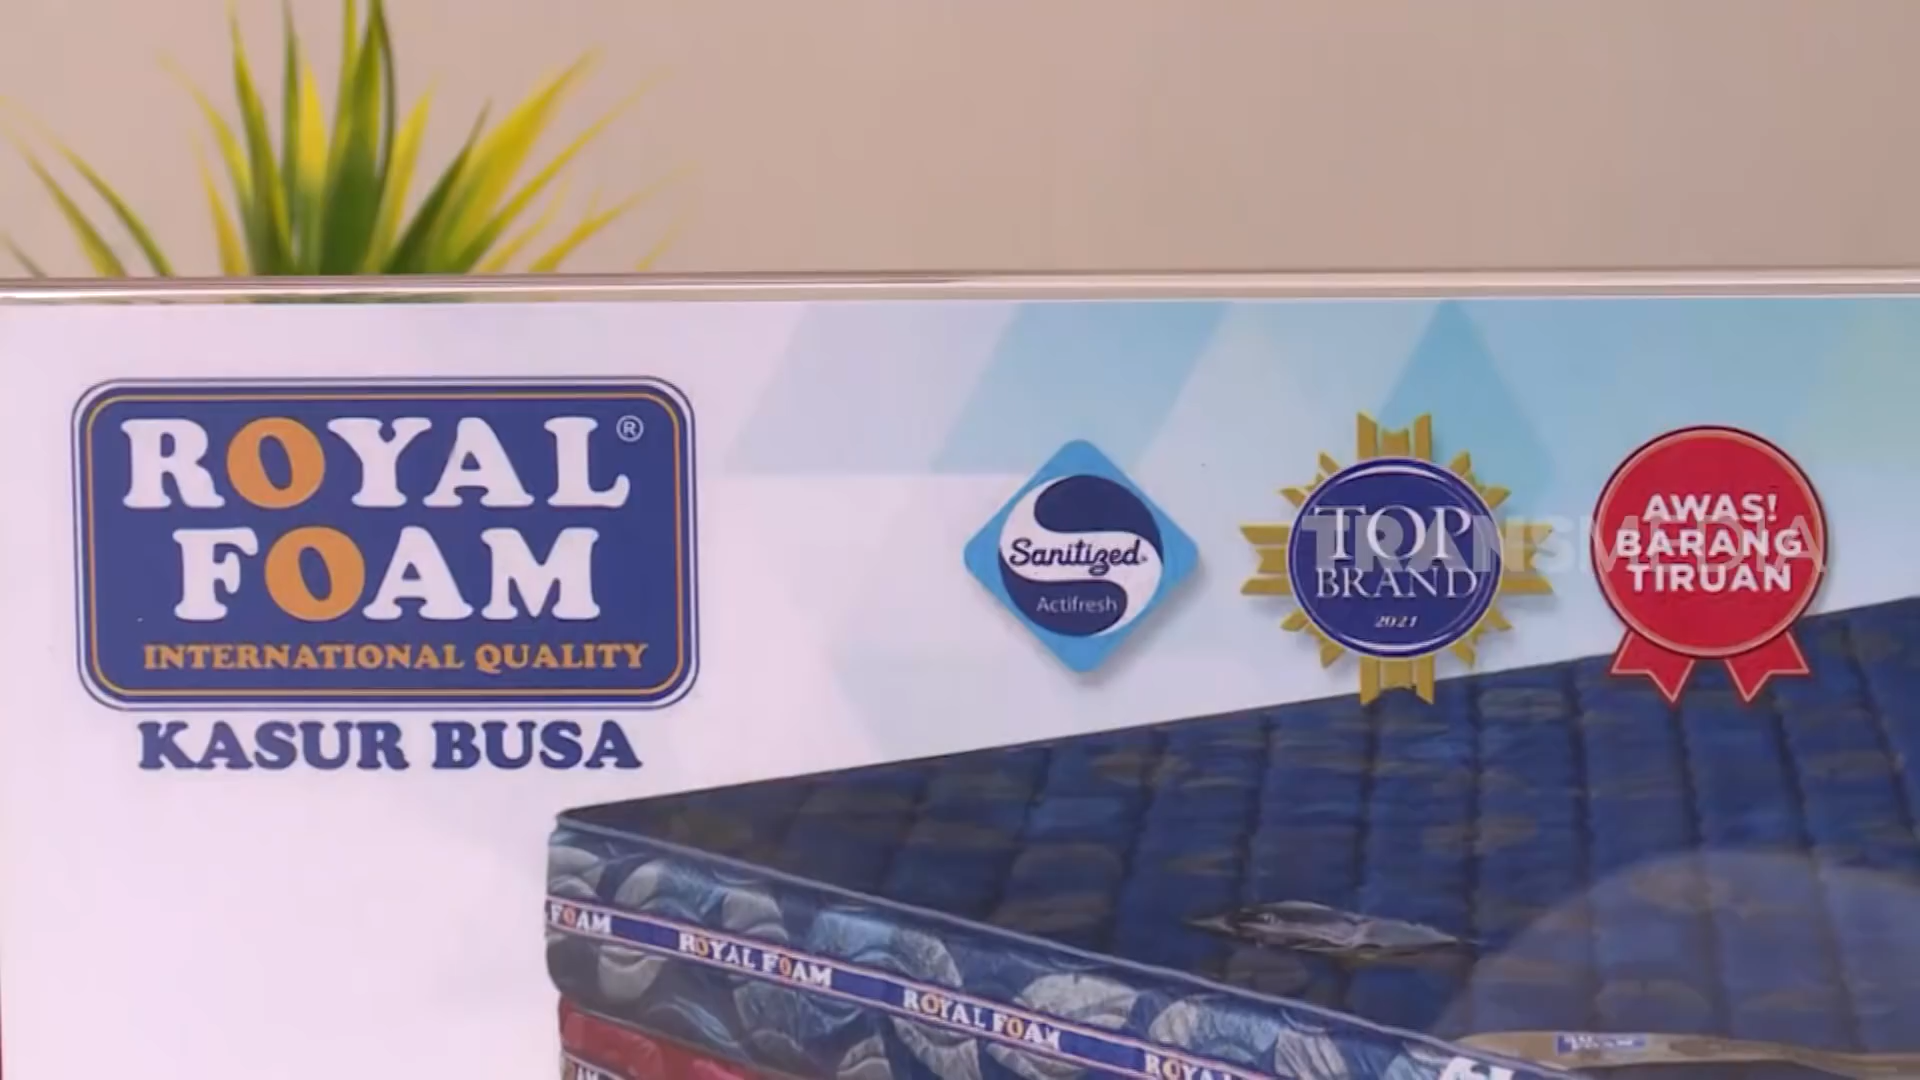 ROYAL®
FOAM
INTERNATIONAL QUALITY
KASUR BUSA
Sanitized®
Actifresh
TOP
BRAND
2021
AWAS!
BARANG
TIRUAN
TRANSMEDIA
FOAM
ROYAL FOAM
ROYAL FOAM